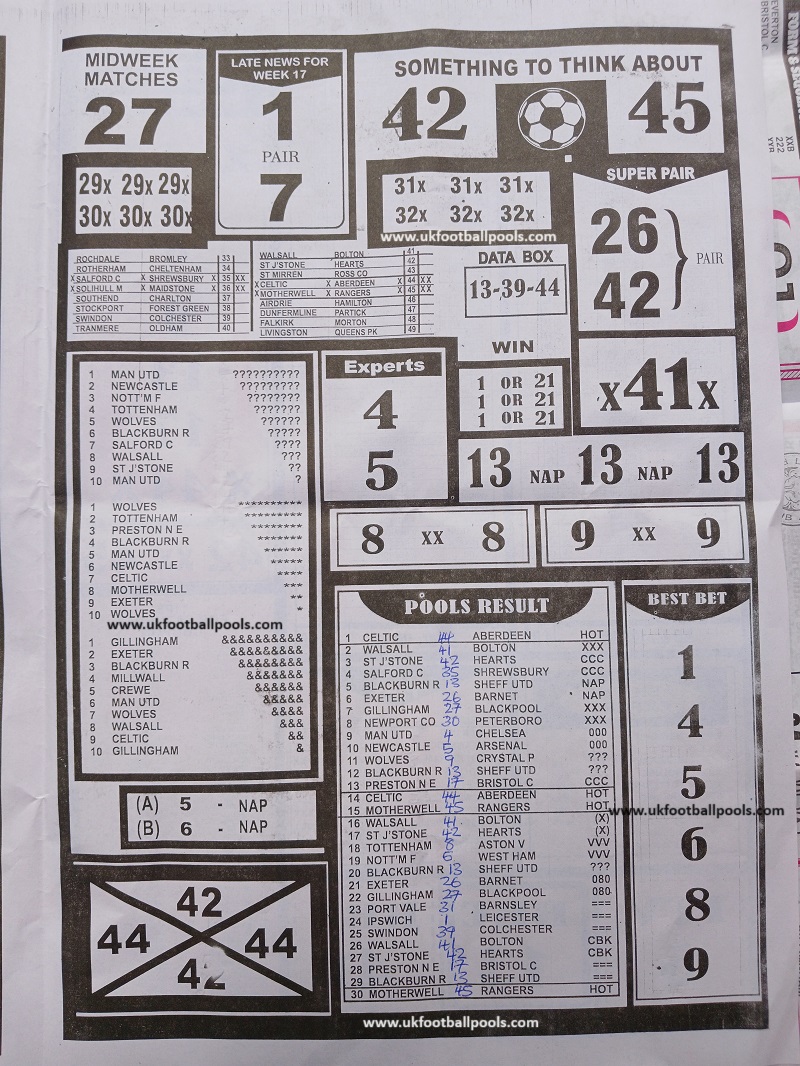 MIDWEEK
MATCHES
27
LATE NEWS FOR
WEEK 17
1
PAIR
7
SOMETHING TO THINK ABOUT
42 45
29x 29x 29x
30x 30x 30x
31x 31x 31x
32x 32x 32x
www.ukfootballpools.com
SUPER PAIR
26
42
PAIR
ROCHDALE BROMLEY 33
ROTHERHAM CHELTENHAM 34
X SALFORD C X SHREWSBURY X 35 XX
X SOLIHULL M X MAIDSTONE X 36 XX
SOUTHEND CHARLTON 37
STOCKPORT FOREST GREEN 38
SWINDON COLCHESTER 39
TRANMERE OLDHAM 40
WALSALL BOLTON 41
ST J'STONE HEARTS 42
ST MIRREN ROSS CO 43
X CELTIC X ABERDEEN X 44 XX
X MOTHERWELL X RANGERS X 45 XX
AIRDRIE HAMILTON 46
DUNFERMLINE PARTICK 47
FALKIRK MORTON 48
LIVINGSTON QUEENS PK 49
DATA BOX
13-39-44
WIN
1 OR 21
1 OR 21
1 OR 21
X41X
Experts
4
5
13 NAP 13 NAP 13
8 XX 8
9 XX 9
1 MAN UTD ??????????
2 NEWCASTLE ?????????
3 NOTT'M F ????????
4 TOTTENHAM ???????
5 WOLVES ??????
6 BLACKBURN R ?????
7 SALFORD C ????
8 WALSALL ???
9 ST J'STONE ??
10 MAN UTD ?
1 WOLVES **********
2 TOTTENHAM *********
3 PRESTON N E ********
4 BLACKBURN R *******
5 MAN UTD ******
6 NEWCASTLE *****
7 CELTIC ****
8 MOTHERWELL ***
9 EXETER **
10 WOLVES *
www.ukfootballpools.com
1 GILLINGHAM &&&&&&&&&&
2 EXETER &&&&&&&&&
3 BLACKBURN R &&&&&&&&
4 MILLWALL &&&&&&&
5 CREWE &&&&&&
6 MAN UTD &&&&&
7 WOLVES &&&&
8 WALSALL &&&
9 CELTIC &&
10 GILLINGHAM &
(A) 5 - NAP
(B) 6 - NAP
42
44 44
42
POOLS RESULT
1 CELTIC 44 ABERDEEN HOT
2 WALSALL 41 BOLTON XXX
3 ST J'STONE 42 HEARTS CCC
4 SALFORD C 35 SHREWSBURY CCC
5 BLACKBURN R 13 SHEFF UTD NAP
6 EXETER 26 BARNET NAP
7 GILLINGHAM 27 BLACKPOOL XXX
8 NEWPORT CO 30 PETERBORO XXX
9 MAN UTD 4 CHELSEA 000
10 NEWCASTLE 5 ARSENAL 000
11 WOLVES 9 CRYSTAL P ???
12 BLACKBURN R 13 SHEFF UTD ???
13 PRESTON N E 17 BRISTOL C CCC
14 CELTIC 44 ABERDEEN HOT
15 MOTHERWELL 45 RANGERS HOT
16 WALSALL 41 BOLTON (X)
17 ST J'STONE 42 HEARTS (X)
18 TOTTENHAM 8 ASTON V VVV
19 NOTT'M F 6 WEST HAM VVV
20 BLACKBURN R 13 SHEFF UTD ???
21 EXETER 26 BARNET 080
22 GILLINGHAM 27 BLACKPOOL 080
23 PORT VALE 31 BARNSLEY ===
24 IPSWICH 1 LEICESTER ===
25 SWINDON 39 COLCHESTER ===
26 WALSALL 41 BOLTON CBK
27 ST J'STONE 42 HEARTS CBK
28 PRESTON N E 17 BRISTOL C ===
29 BLACKBURN R 13 SHEFF UTD ===
30 MOTHERWELL 45 RANGERS HOT
BEST BET
1
4
5
6
8
9
www.ukfootballpools.com
www.ukfootballpools.com
EVERTON
BRISTOL C
XXB
222